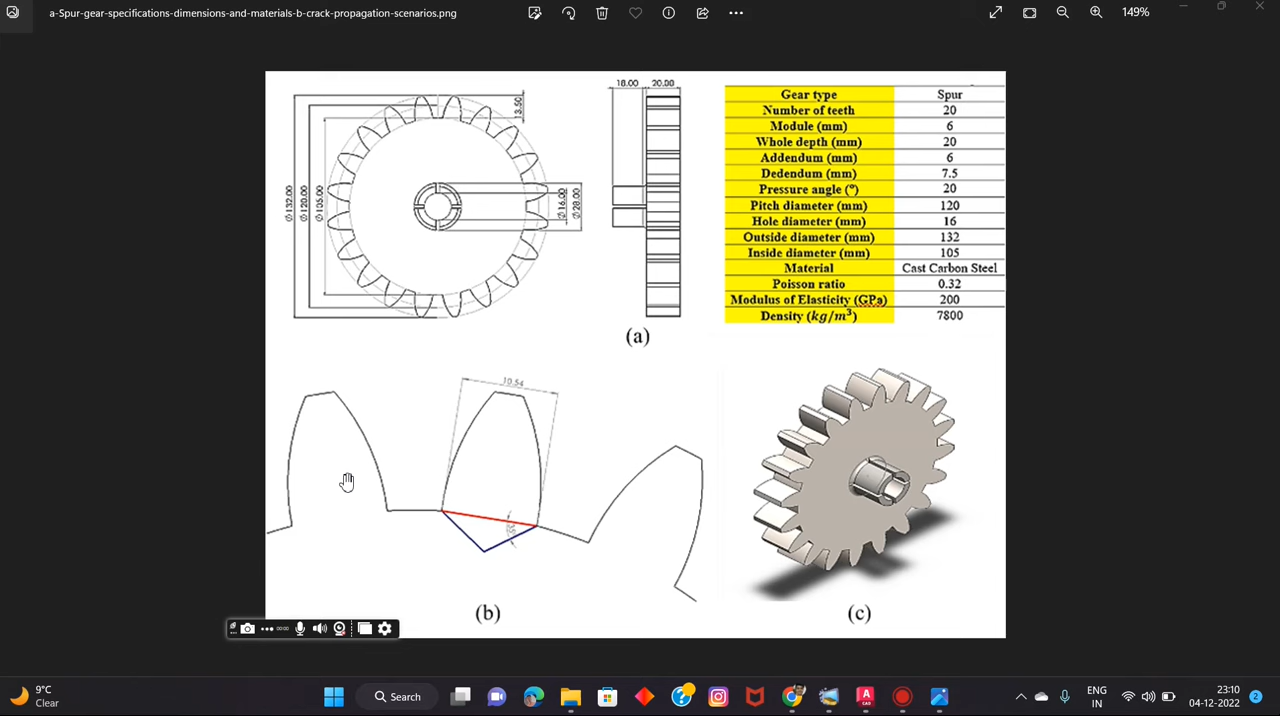 a-Spur-gear-specifications-dimensions-and-materials-b-crack-propagation-scenarios.png
149%
18.00 20.00
13.50
Ø132.00
Ø120.00
Ø105.00
Ø16.00
Ø28.00
Gear type Spur
Number of teeth 20
Module (mm) 6
Whole depth (mm) 20
Addendum (mm) 6
Dedendum (mm) 7.5
Pressure angle (º) 20
Pitch diameter (mm) 120
Hole diameter (mm) 16
Outside diameter (mm) 132
Inside diameter (mm) 105
Material Cast Carbon Steel
Poisson ratio 0.32
Modulus of Elasticity (GPa) 200
Density (kg/m³) 7800
(a)
10.54
(b)
(c)
00:00
9°C
Clear
Search
ENG
IN
23:10
04-12-2022
2